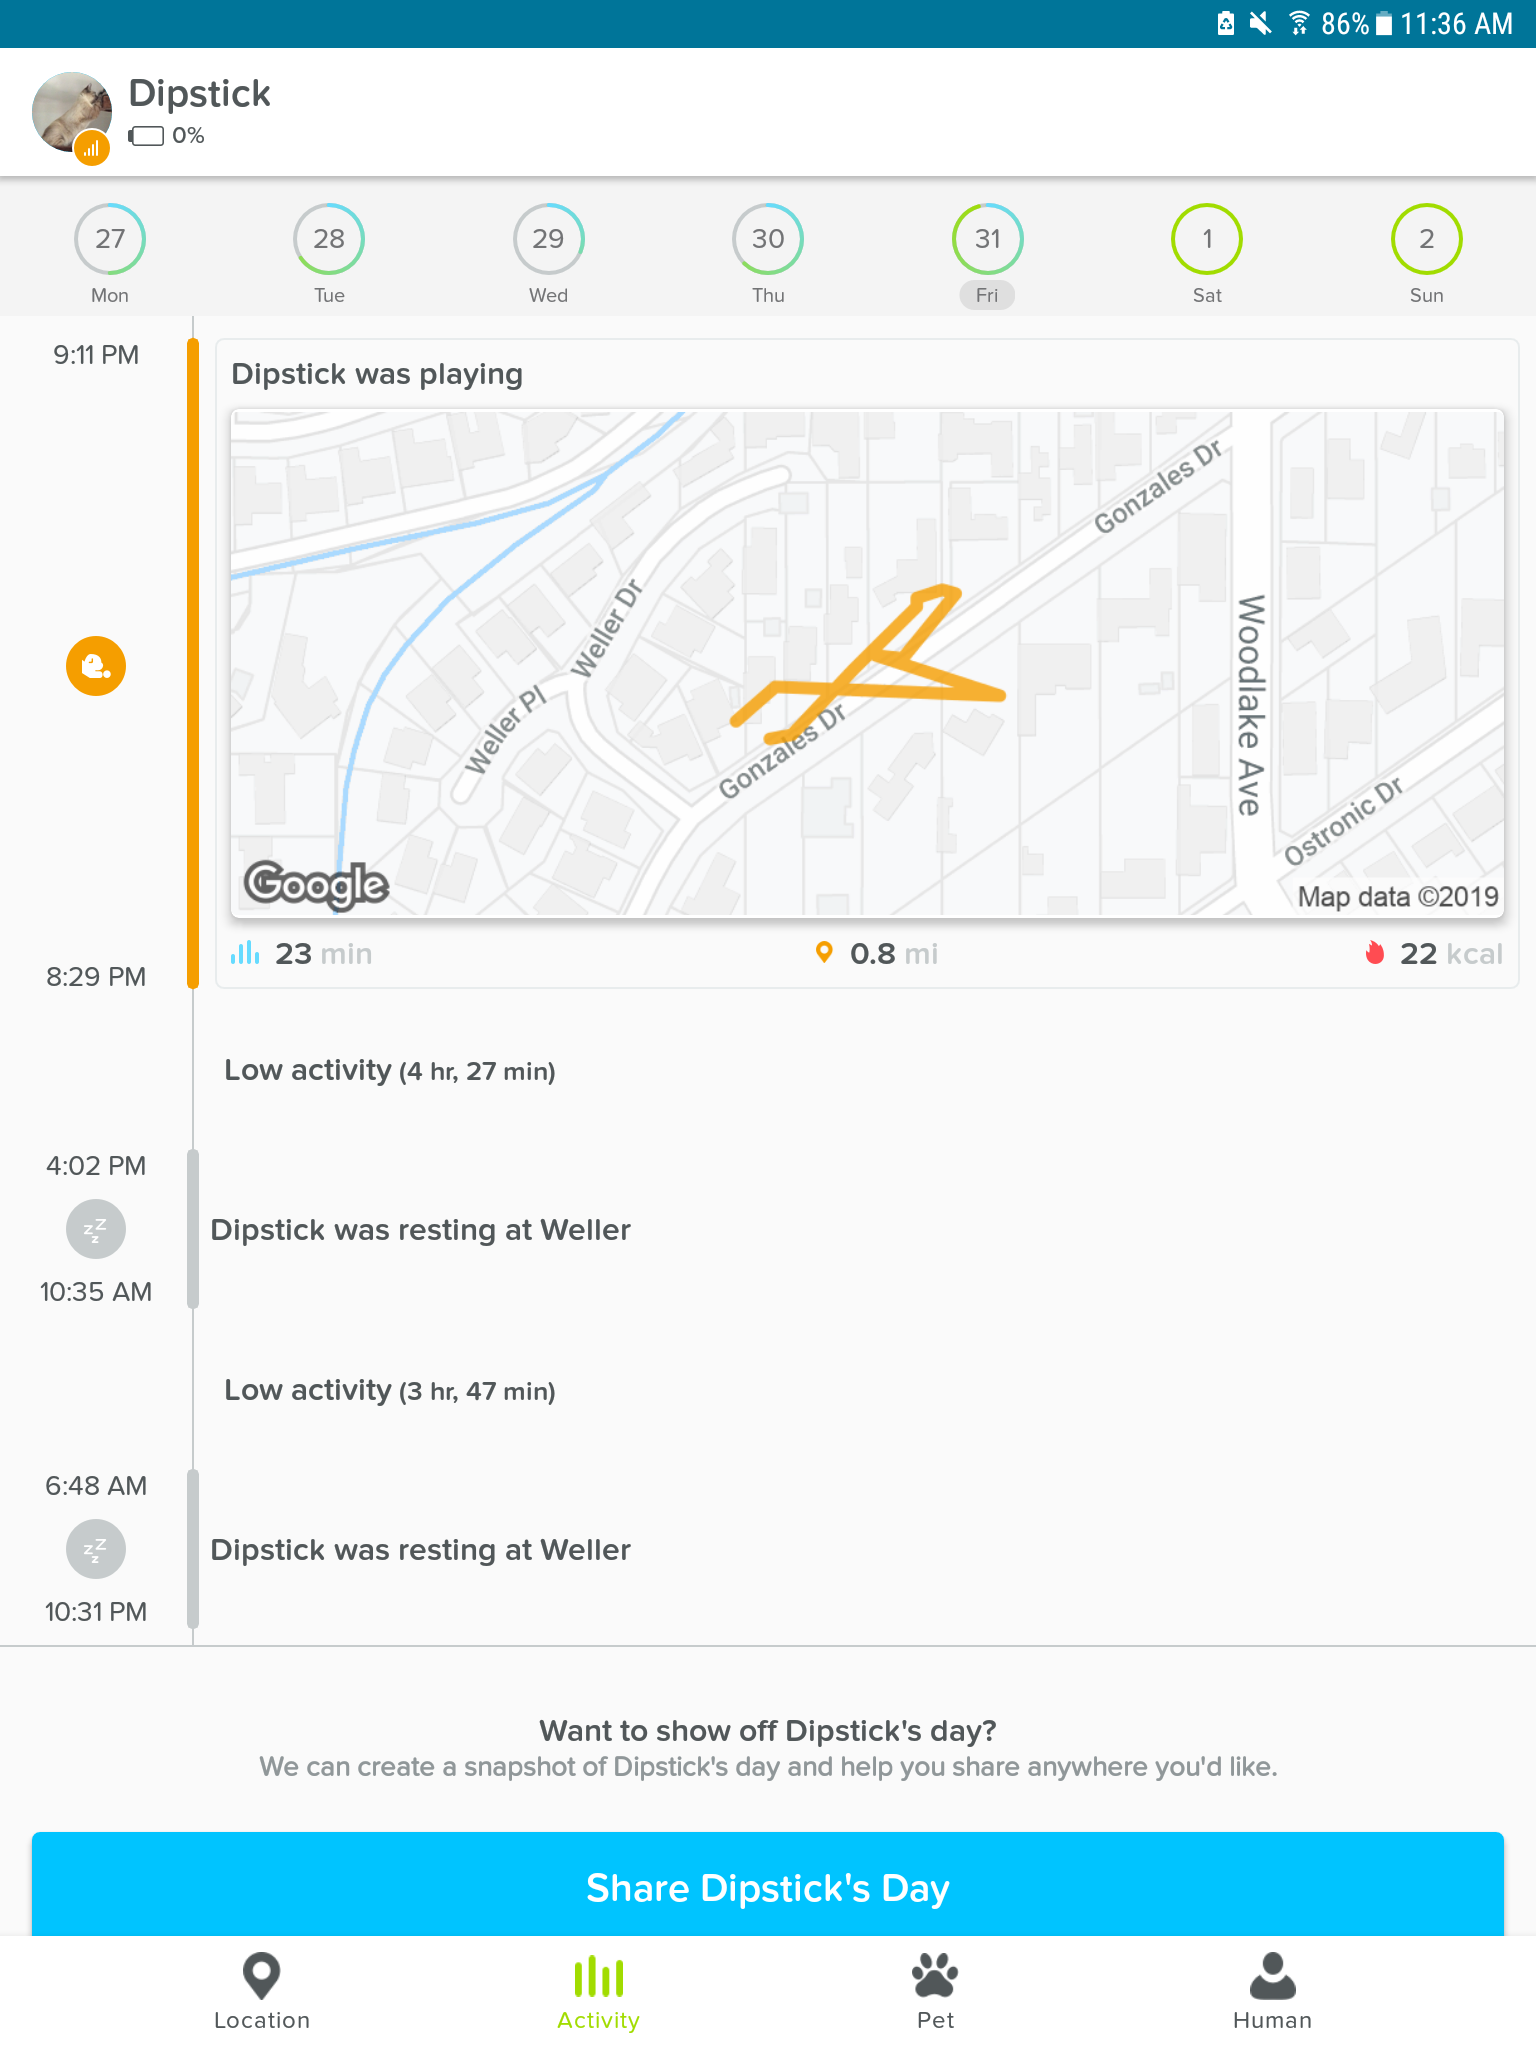 86% 11:36 AM
Dipstick
0%
27 28 29 30 31 1 2
Mon Tue Wed Thu Fri Sat Sun
9:11 PM
Dipstick was playing
Gonzales Dr
Weller Dr
Weller Pl
Gonzales Dr
Woodlake Ave
Ostronic Dr
Google
Map data ©2019
23 min 0.8 mi 22 kcal
8:29 PM
Low activity (4 hr, 27 min)
4:02 PM
zZz
Dipstick was resting at Weller
10:35 AM
Low activity (3 hr, 47 min)
6:48 AM
zZz
Dipstick was resting at Weller
10:31 PM
Want to show off Dipstick's day?
We can create a snapshot of Dipstick's day and help you share anywhere you'd like.
Share Dipstick's Day
Location Activity Pet Human